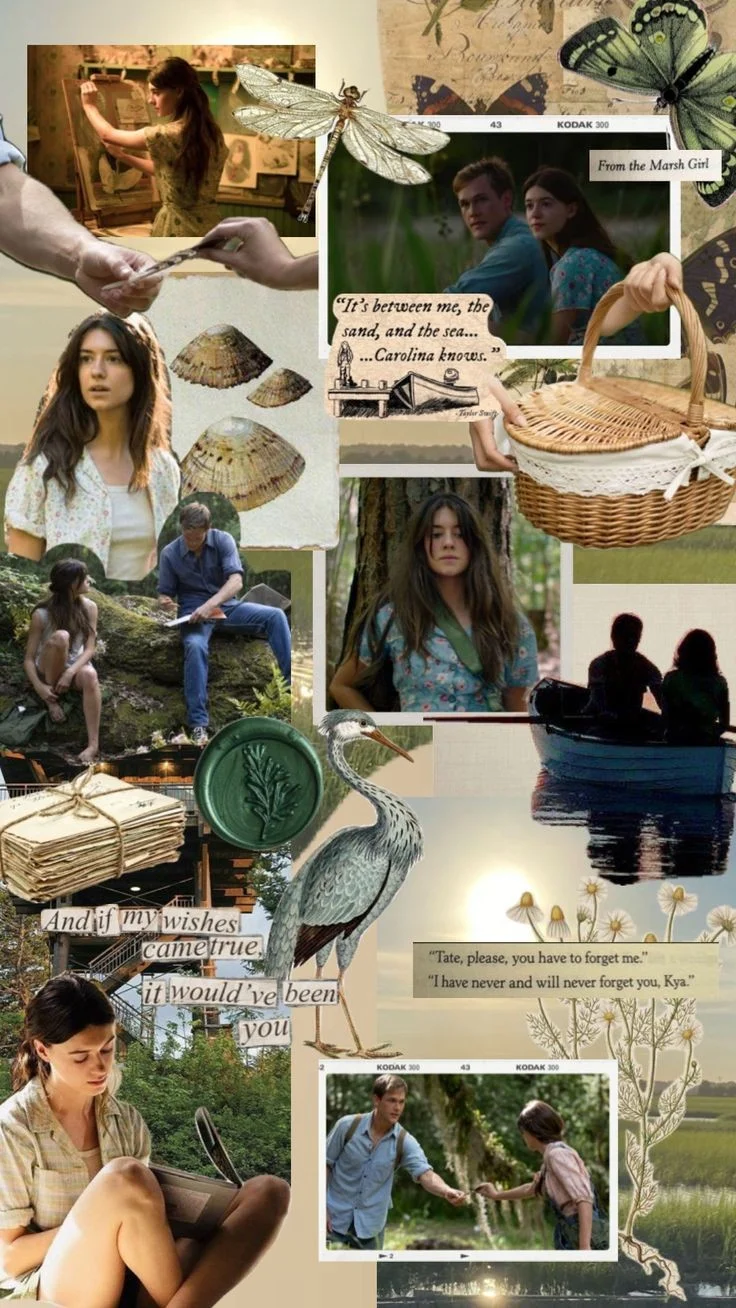 KODAK 300
43
KODAK 300
From the Marsh Girl
“It's between me, the
sand, and the sea...
...Carolina knows.”
-Taylor Swift
And if my wishes
came true,
it would've been
you
“Tate, please, you have to forget me.”
“I have never and will never forget you, Kya.”
KODAK 300
43
KODAK 300
2